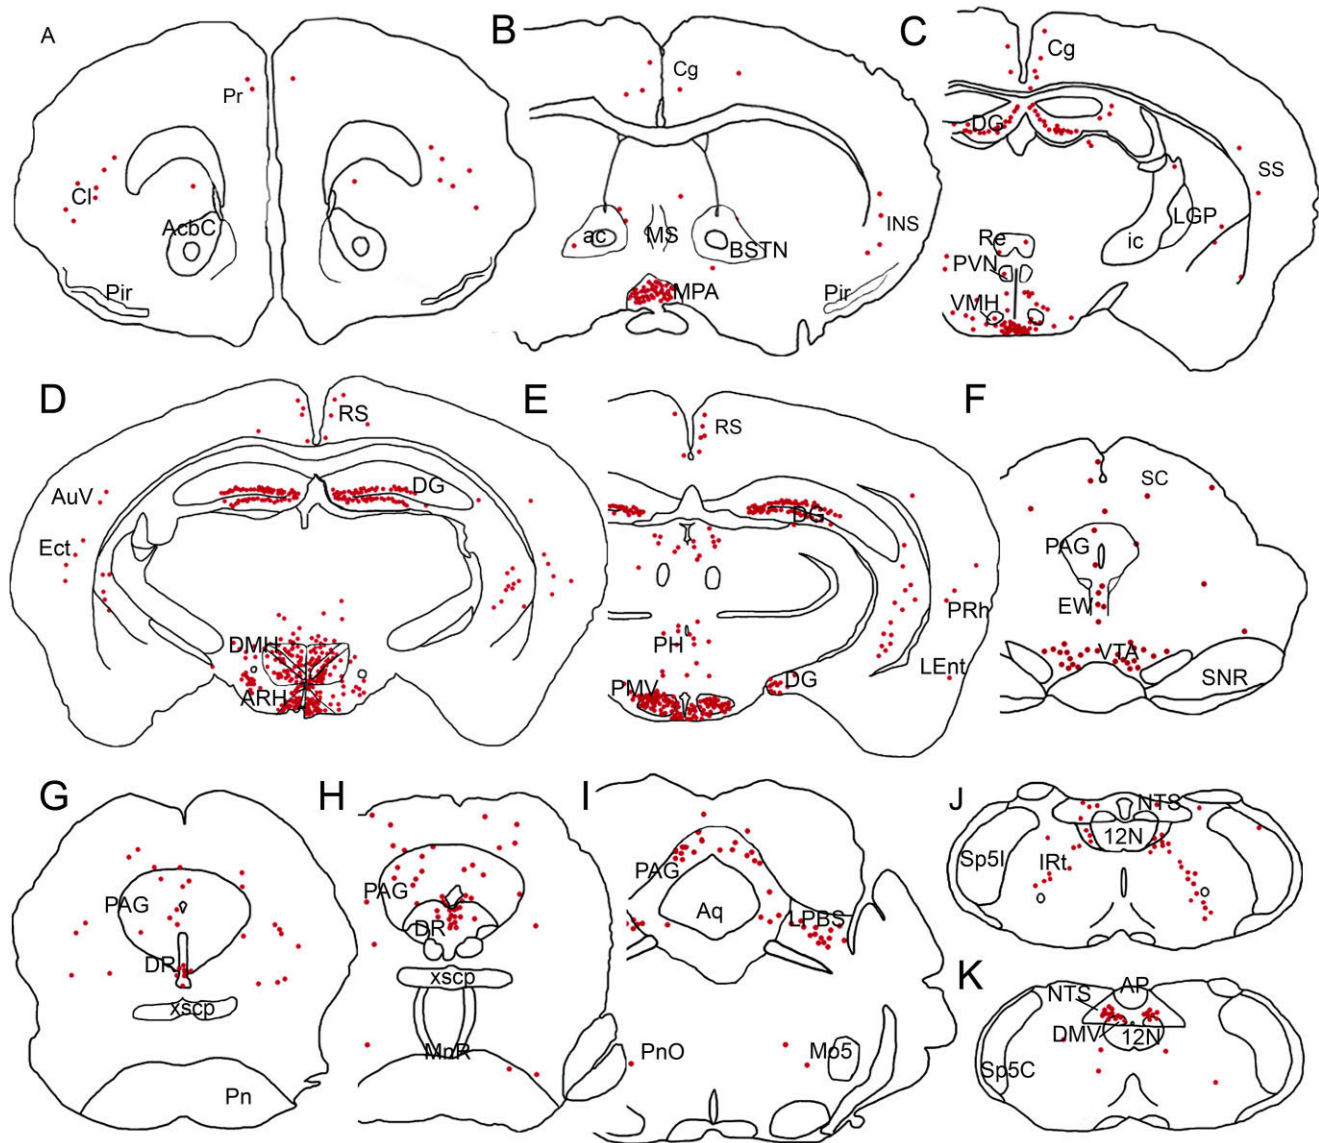 A
Pr
Cl
AcbC
Pir
B
Cg
ac
MS
BSTN
INS
MPA
Pir
C
Cg
DG
SS
LGP
Re
ic
PVN
VMH
D
RS
AuV
DG
Ect
DMH
ARH
E
RS
DG
PRh
PH
LEnt
PMV
DG
F
SC
PAG
EW
VTA
SNR
G
PAG
DR
xscp
Pn
H
PAG
DR
xscp
MnR
I
PAG
Aq
LPBS
PnO
Mo5
J
NTS
12N
Sp5I
IRt
K
AP
NTS
DMV
12N
Sp5C